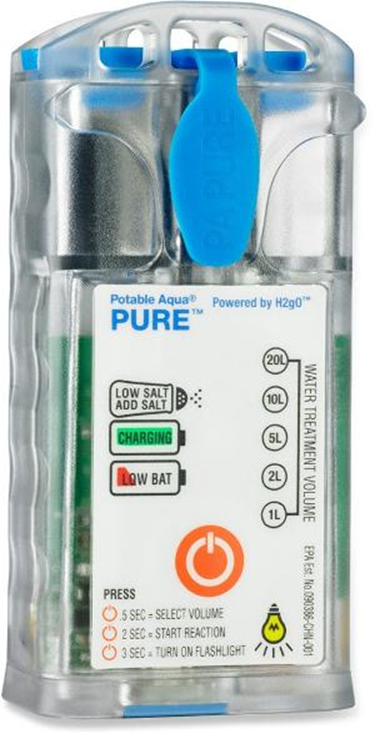 PA PURE
Potable Aqua® Powered by H2gO™
PURE™
LOW SALT
ADD SALT
CHARGING
LOW BAT
20L
10L
5L
2L
1L
WATER TREATMENT VOLUME
EPA Est. No.090386-CHN-001
PRESS
.5 SEC = SELECT VOLUME
2 SEC = START REACTION
3 SEC = TURN ON FLASHLIGHT